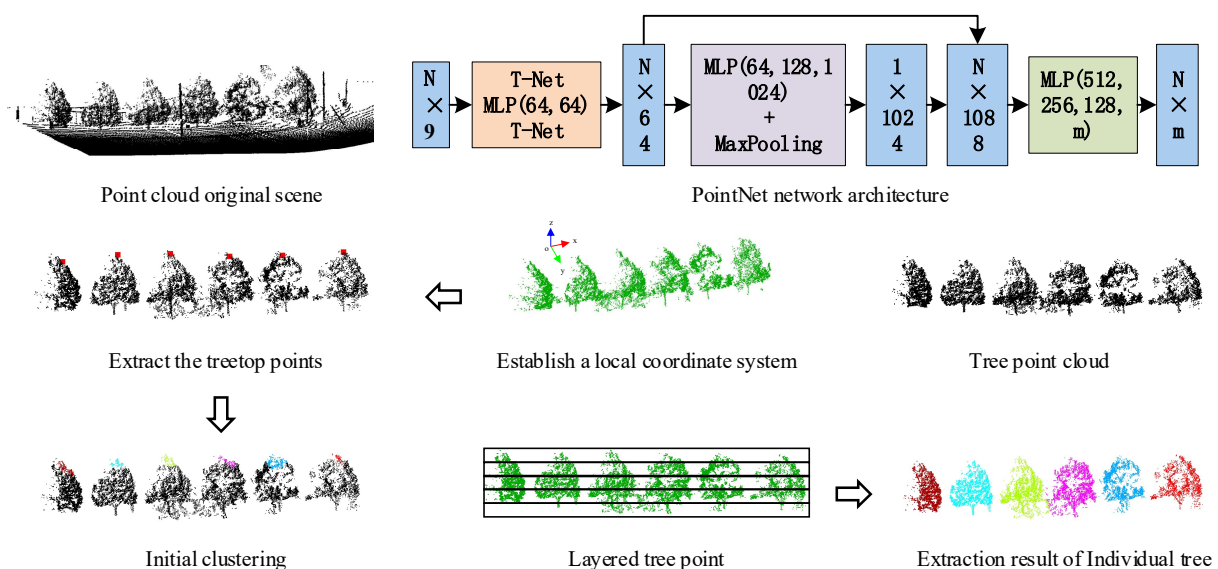 N
×
9
T-Net
MLP(64,64)
T-Net
N
×
6
4
MLP(64,128,1
024)
+
MaxPooling
1
×
102
4
N
×
108
8
MLP(512,
256,128,
m)
N
×
m
Point cloud original scene
PointNet network architecture
z
x
o
y
Extract the treetop points
Establish a local coordinate system
Tree point cloud
Initial clustering
Layered tree point
Extraction result of Individual tree